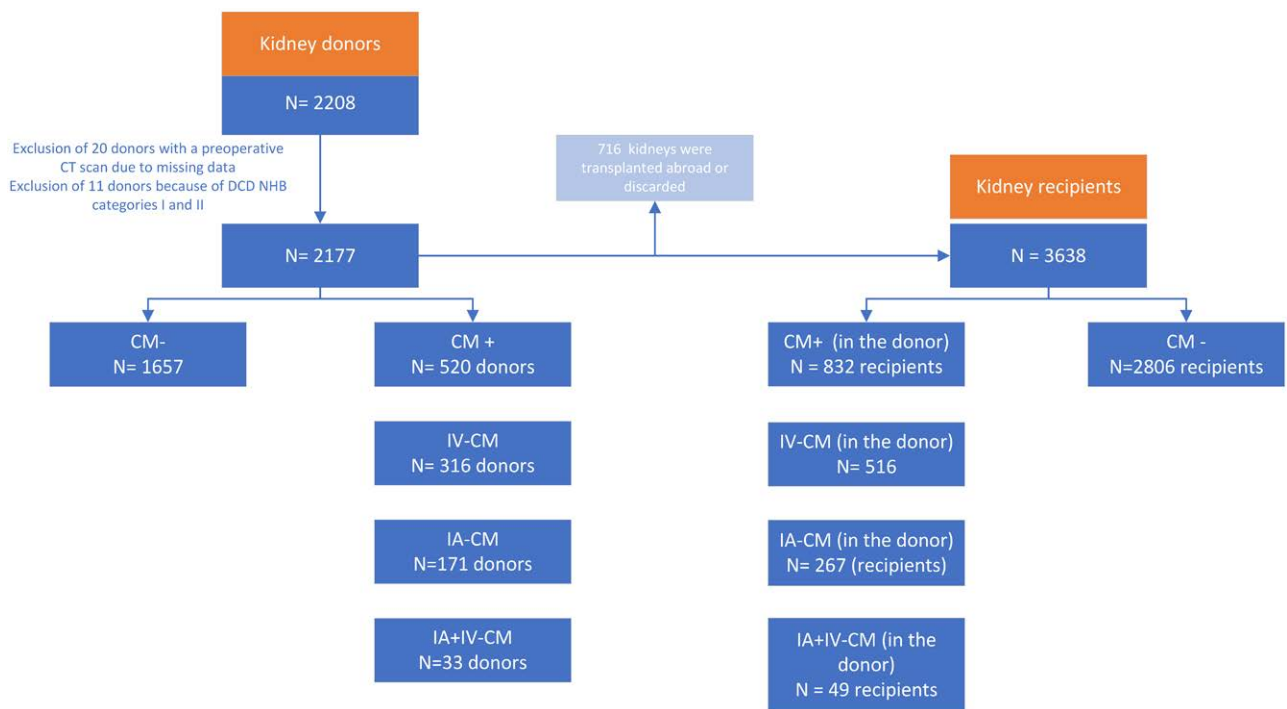 Kidney donors
N= 2208
Exclusion of 20 donors with a preoperative
CT scan due to missing data
Exclusion of 11 donors because of DCD NHB
categories I and II
716 kidneys were
transplanted abroad or
discarded
Kidney recipients
N= 2177
N = 3638
CM-
N= 1657
CM +
N= 520 donors
CM+ (in the donor)
N = 832 recipients
CM -
N=2806 recipients
IV-CM
N= 316 donors
IV-CM (in the donor)
N= 516
IA-CM
N=171 donors
IA-CM (in the donor)
N= 267 (recipients)
IA+IV-CM
N=33 donors
IA+IV-CM (in the
donor)
N = 49 recipients